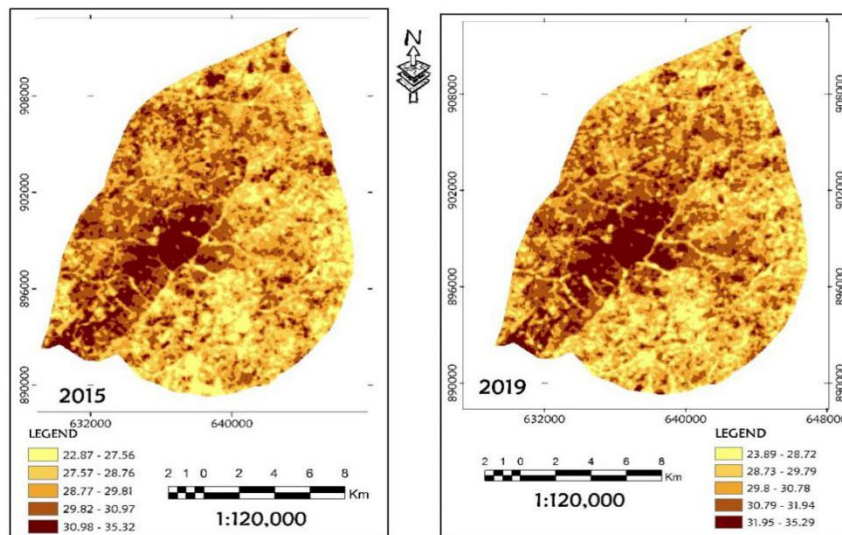 N
908000
902000
896000
890000
2015
632000
640000
LEGEND
22.87 - 27.56
27.57 - 28.76
28.77 - 29.81
29.82 - 30.97
30.98 - 35.32
2 1 0 2 4 6 8
Km
1:120,000
908000
902000
896000
890000
908000
902000
896000
890000
2019
632000
640000
648000
LEGEND
23.89 - 28.72
28.73 - 29.79
29.8 - 30.78
30.79 - 31.94
31.95 - 35.29
2 1 0 2 4 6 8
Km
1:120,000